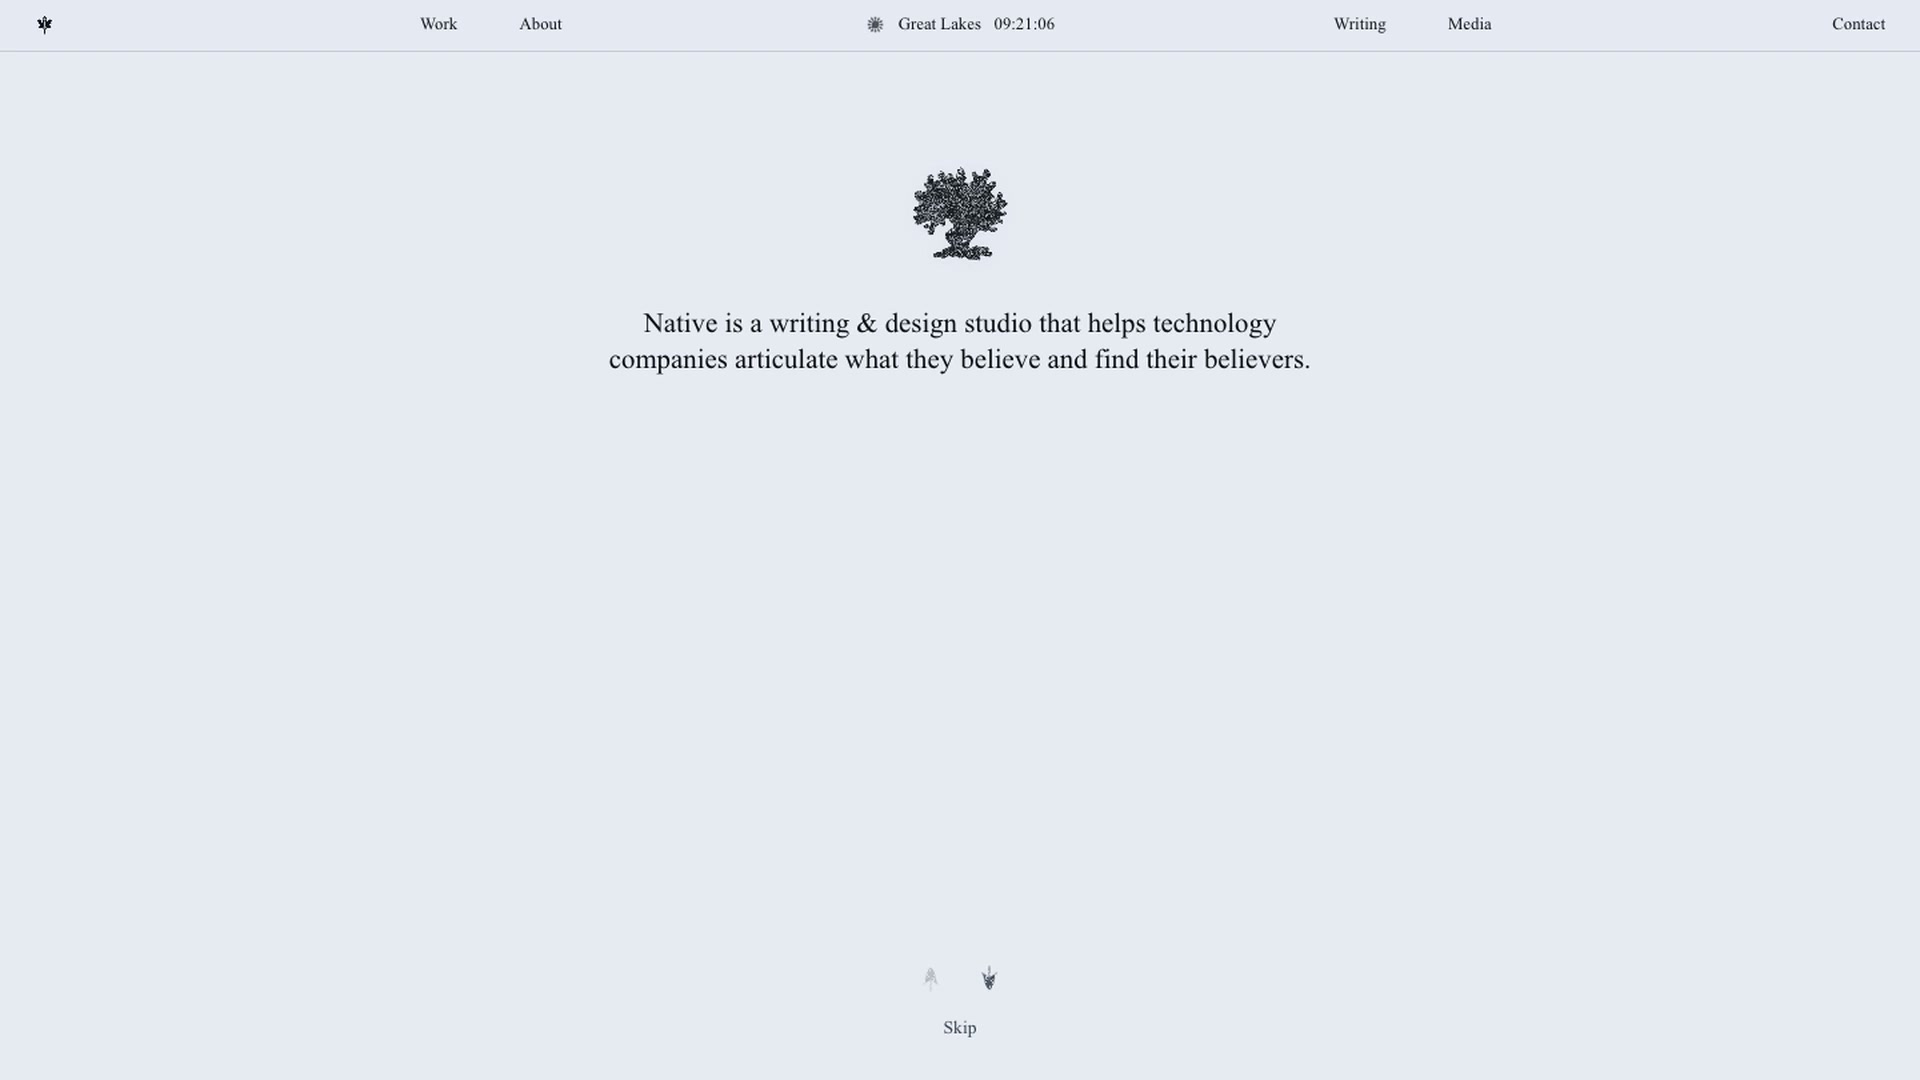 Work About Great Lakes 09:21:06 Writing Media Contact
Native is a writing & design studio that helps technology
companies articulate what they believe and find their believers.
Skip